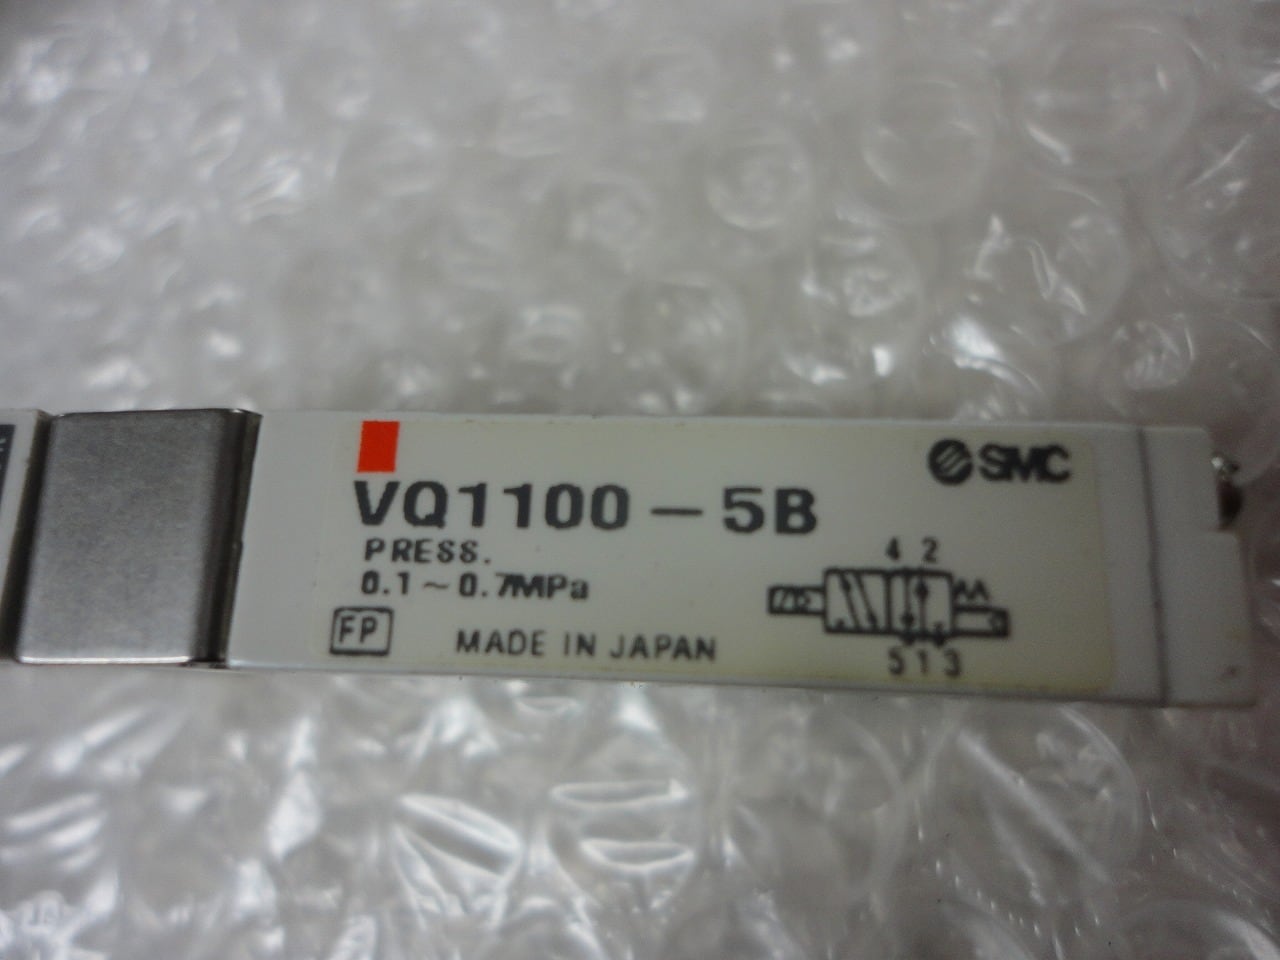 SMC
VQ1100-5B
PRESS.
0.1~0.7MPa
4 2
FP
MADE IN JAPAN
5 1 3